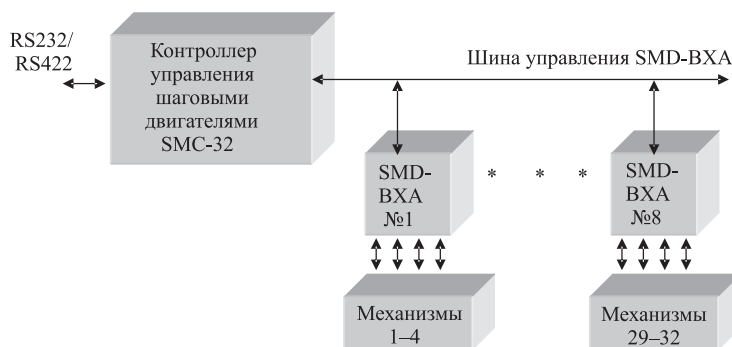 RS232/
RS422
Контроллер
управления
шаговыми
двигателями
SMC-32
Шина управления SMD-BXA
SMD-
BXA
№1
* * *
SMD-
BXA
№8
Механизмы
1–4
Механизмы
29–32